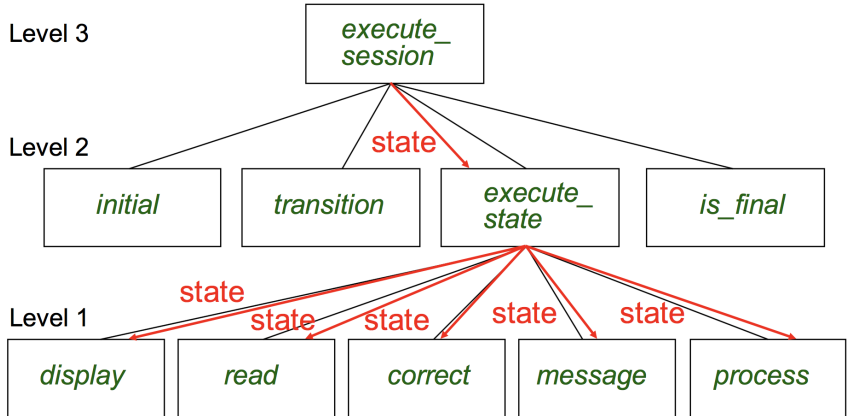 Level 3
execute_
session
Level 2
state
initial
transition
execute_
state
is_final
Level 1
state
state
state
state
state
display
read
correct
message
process